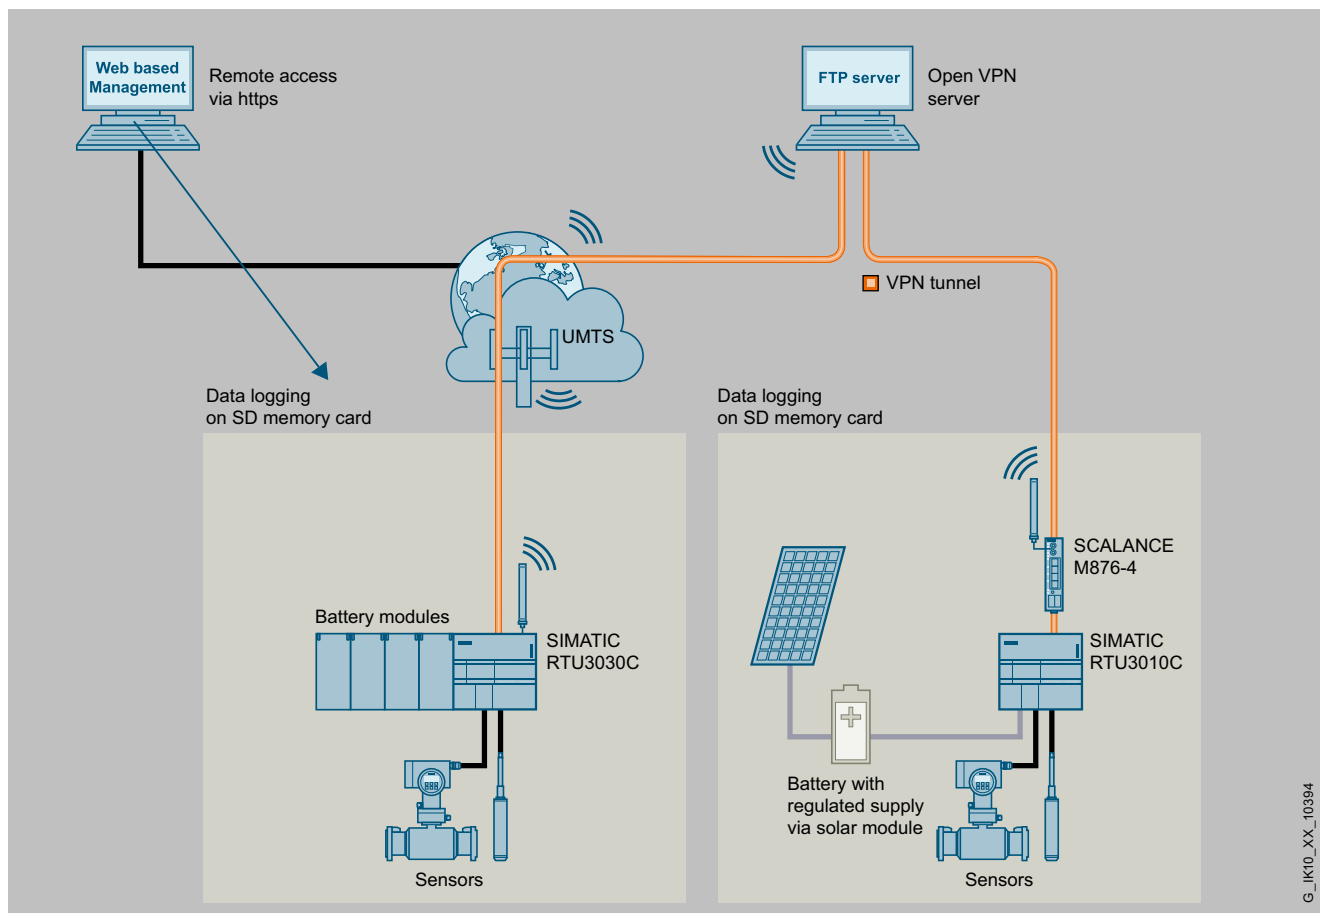 Web based
Management
Remote access
via https
FTP server
Open VPN
server
VPN tunnel
UMTS
Data logging
on SD memory card
Data logging
on SD memory card
SCALANCE
M876-4
Battery modules
SIMATIC
RTU3030C
SIMATIC
RTU3010C
Battery with
regulated supply
via solar module
Sensors
Sensors
G_IK10_XX_10394